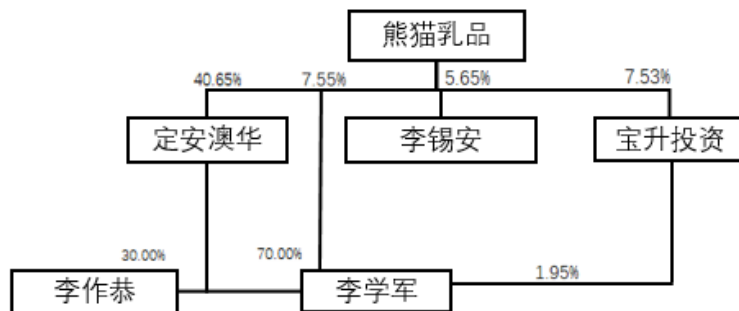 熊猫乳品
40.65% 7.55% 5.65% 7.53%
定安澳华 李锡安 宝升投资
30.00% 70.00% 1.95%
李作恭 李学军